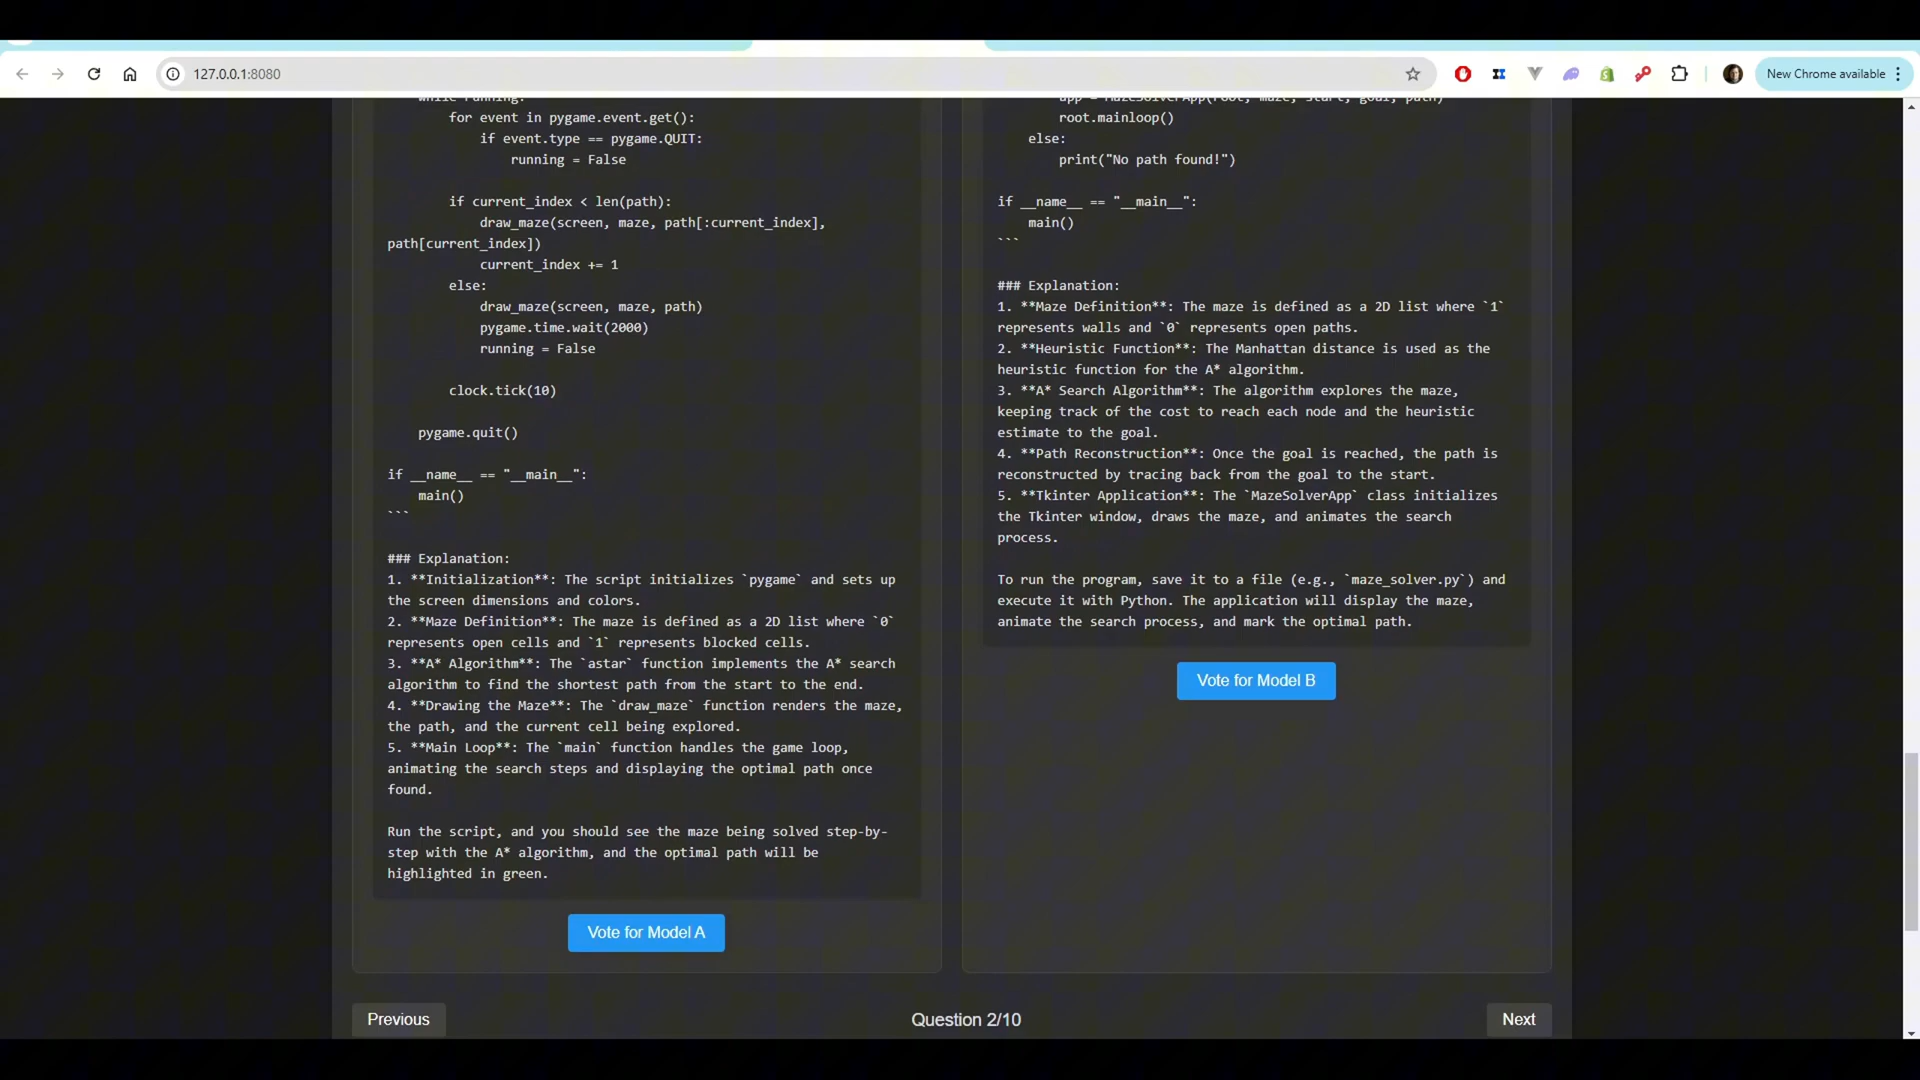 127.0.0.1:8080
New Chrome available
while running:
for event in pygame.event.get():
if event.type == pygame.QUIT:
running = False
if current_index < len(path):
draw_maze(screen, maze, path[:current_index],
path[current_index])
current_index += 1
else:
draw_maze(screen, maze, path)
pygame.time.wait(2000)
running = False
clock.tick(10)
pygame.quit()
if __name__ == "__main__":
main()
```
### Explanation:
1. **Initialization**: The script initializes `pygame` and sets up
the screen dimensions and colors.
2. **Maze Definition**: The maze is defined as a 2D list where `0`
represents open cells and `1` represents blocked cells.
3. **A* Algorithm**: The `astar` function implements the A* search
algorithm to find the shortest path from the start to the end.
4. **Drawing the Maze**: The `draw_maze` function renders the maze,
the path, and the current cell being explored.
5. **Main Loop**: The `main` function handles the game loop,
animating the search steps and displaying the optimal path once
found.
Run the script, and you should see the maze being solved step-by-
step with the A* algorithm, and the optimal path will be
highlighted in green.
Vote for Model A
app = MazeSolverApp(root, maze, start, goal, path)
root.mainloop()
else:
print("No path found!")
if __name__ == "__main__":
main()
```
### Explanation:
1. **Maze Definition**: The maze is defined as a 2D list where `1`
represents walls and `0` represents open paths.
2. **Heuristic Function**: The Manhattan distance is used as the
heuristic function for the A* algorithm.
3. **A* Search Algorithm**: The algorithm explores the maze,
keeping track of the cost to reach each node and the heuristic
estimate to the goal.
4. **Path Reconstruction**: Once the goal is reached, the path is
reconstructed by tracing back from the goal to the start.
5. **Tkinter Application**: The `MazeSolverApp` class initializes
the Tkinter window, draws the maze, and animates the search
process.
To run the program, save it to a file (e.g., `maze_solver.py`) and
execute it with Python. The application will display the maze,
animate the search process, and mark the optimal path.
Vote for Model B
Previous
Question 2/10
Next